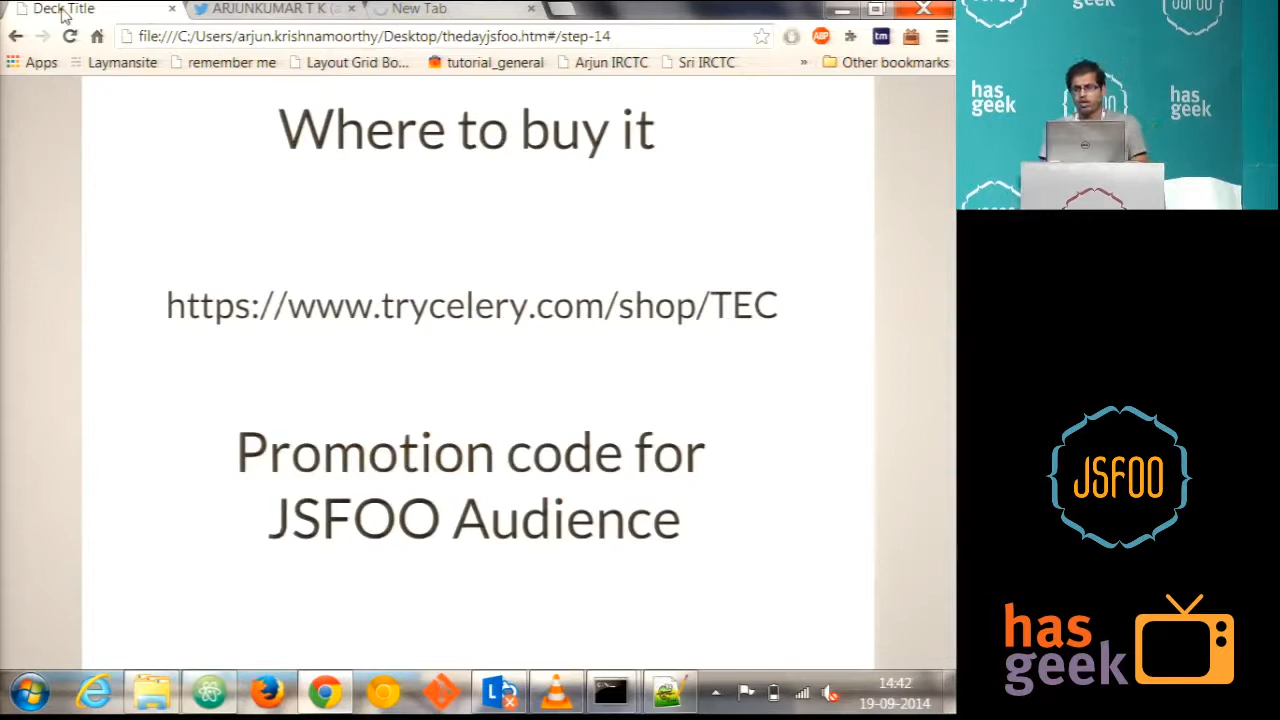 Deck Title
ARJUNKUMAR T K (a
New Tab
file:///C:/Users/arjun.krishnamoorthy/Desktop/thedayjsfoo.htm#/step-14
ABP
tm
Apps
Laymansite
remember me
Layout Grid Bo...
tutorial_general
Arjun IRCTC
Sri IRCTC
»
Other bookmarks
Where to buy it
https://www.trycelery.com/shop/TEC
Promotion code for
JSFOO Audience
14:42
19-09-2014
has
geek
has
geek
JSFOO
has
geek